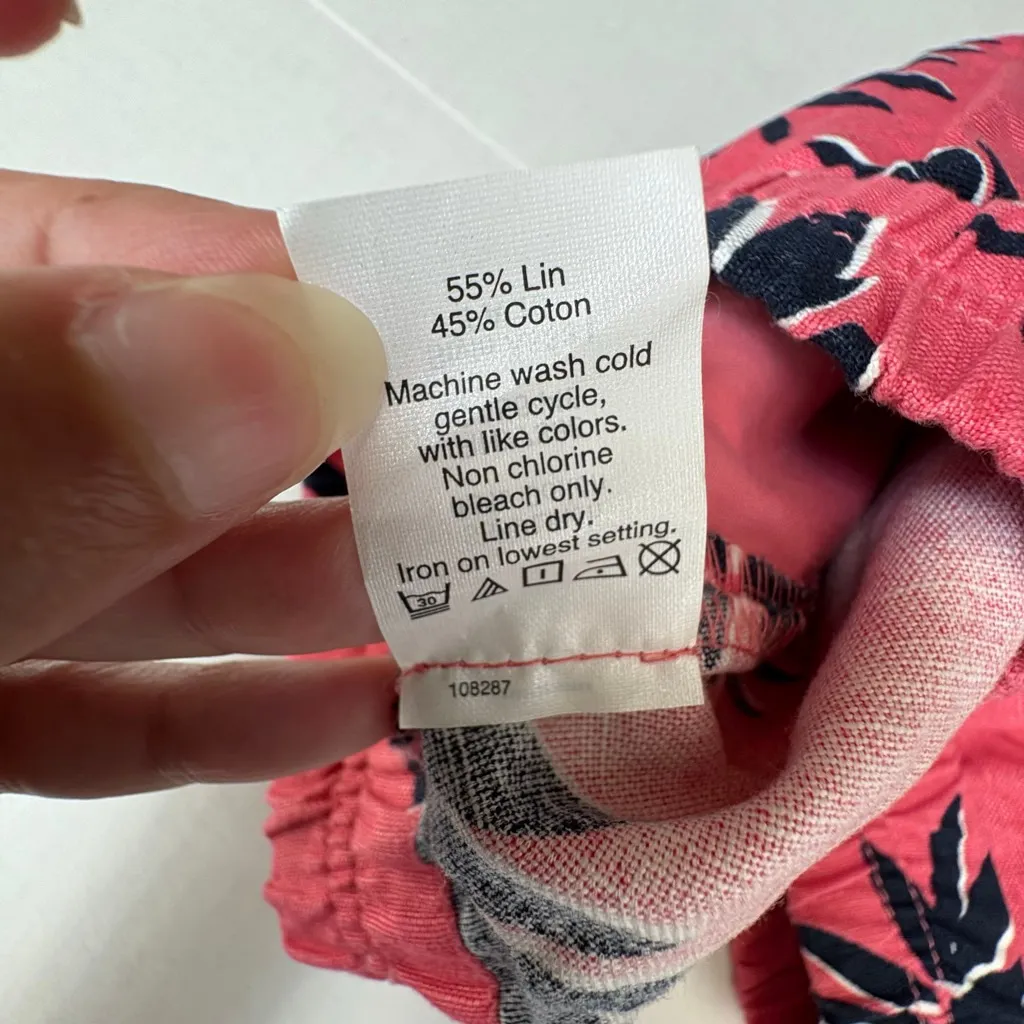 55% Lin
45% Coton
Machine wash cold
gentle cycle,
with like colors.
Non chlorine
bleach only.
Line dry.
Iron on lowest setting.
30
108287